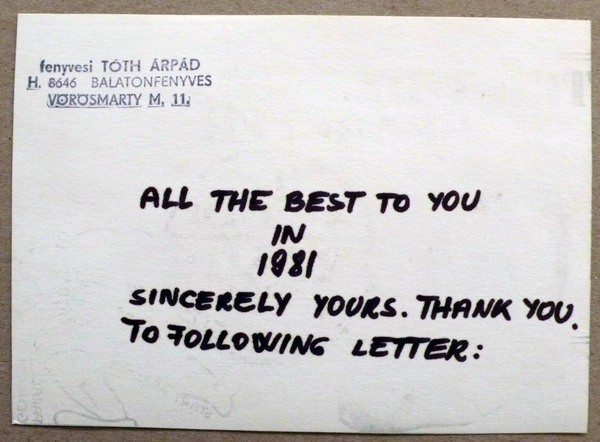 fenyvesi TÓTH ÁRPÁD
H. 8646 BALATONFENYVES
VÖRÖSMARTY M. 11.
ALL THE BEST TO YOU
IN
1981
SINCERELY YOURS. THANK YOU.
TO FOLLOWING LETTER: